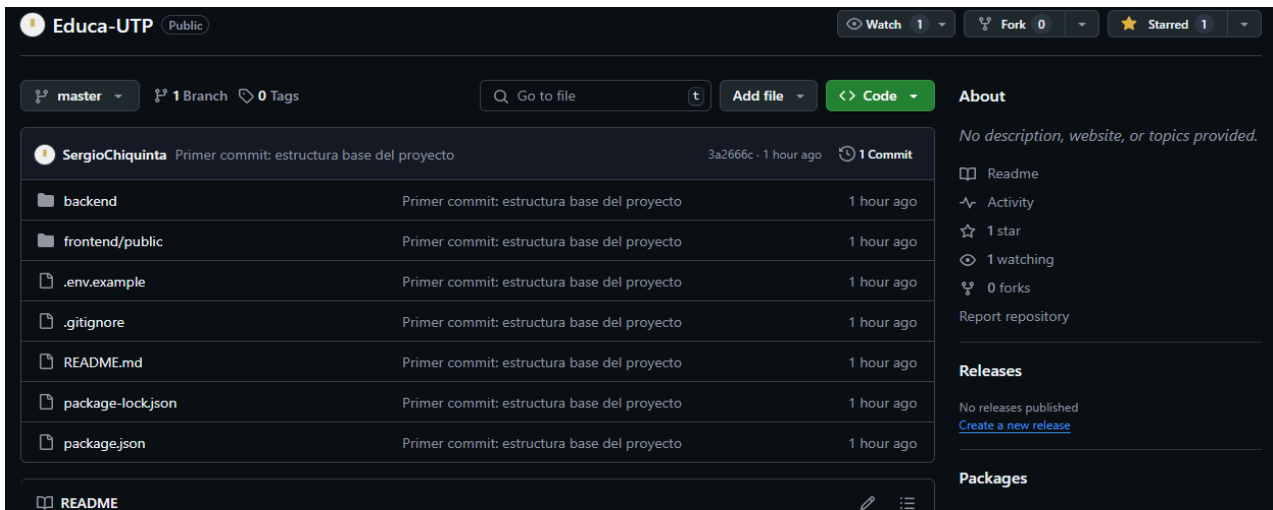 Educa-UTP Public Watch 1 Fork 0 Starred 1
master 1 Branch 0 Tags Go to file t Add file <> Code
SergioChiquinta Primer commit: estructura base del proyecto 3a2666c · 1 hour ago 1 Commit
backend Primer commit: estructura base del proyecto 1 hour ago
frontend/public Primer commit: estructura base del proyecto 1 hour ago
.env.example Primer commit: estructura base del proyecto 1 hour ago
.gitignore Primer commit: estructura base del proyecto 1 hour ago
README.md Primer commit: estructura base del proyecto 1 hour ago
package-lock.json Primer commit: estructura base del proyecto 1 hour ago
package.json Primer commit: estructura base del proyecto 1 hour ago
README
About
No description, website, or topics provided.
Readme
Activity
1 star
1 watching
0 forks
Report repository
Releases
No releases published
Create a new release
Packages